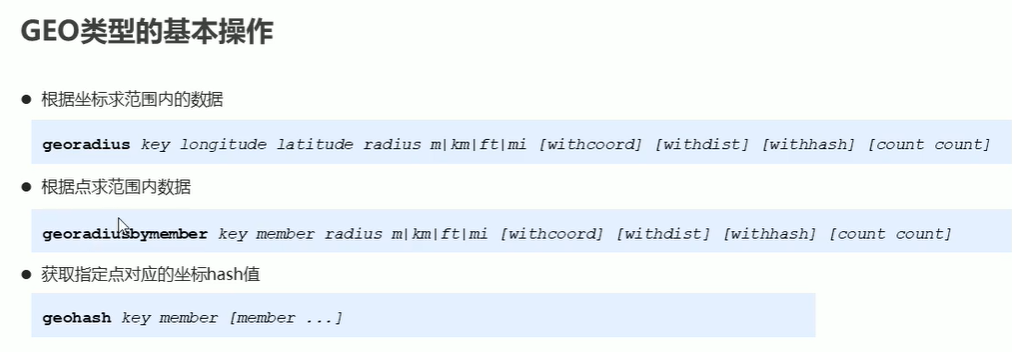 GEO类型的基本操作
● 根据坐标求范围内的数据
georadius key longitude latitude radius m|km|ft|mi [withcoord] [withdist] [withhash] [count count]
● 根据点求范围内数据
georadiusbymember key member radius m|km|ft|mi [withcoord] [withdist] [withhash] [count count]
● 获取指定点对应的坐标hash值
geohash key member [member ...]